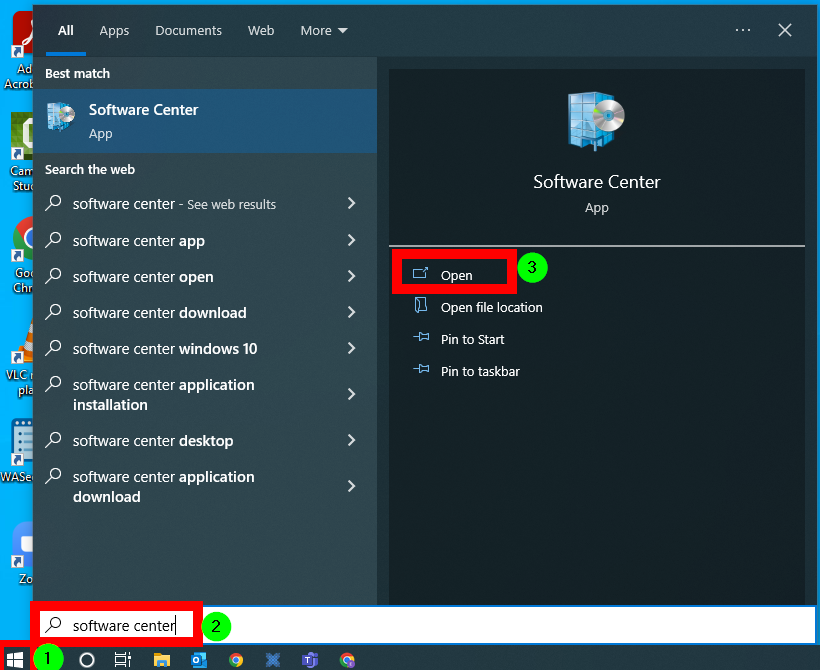 All Apps Documents Web More
Best match
Software Center
App
Search the web
software center - See web results
software center app
software center open
software center download
software center windows 10
software center application
installation
software center desktop
software center application
download
Software Center
App
Open
3
Open file location
Pin to Start
Pin to taskbar
Ad
Acrob
Cam
Stu
Goo
Chr
VLC
pla
WASe
Zo
software center
2
1